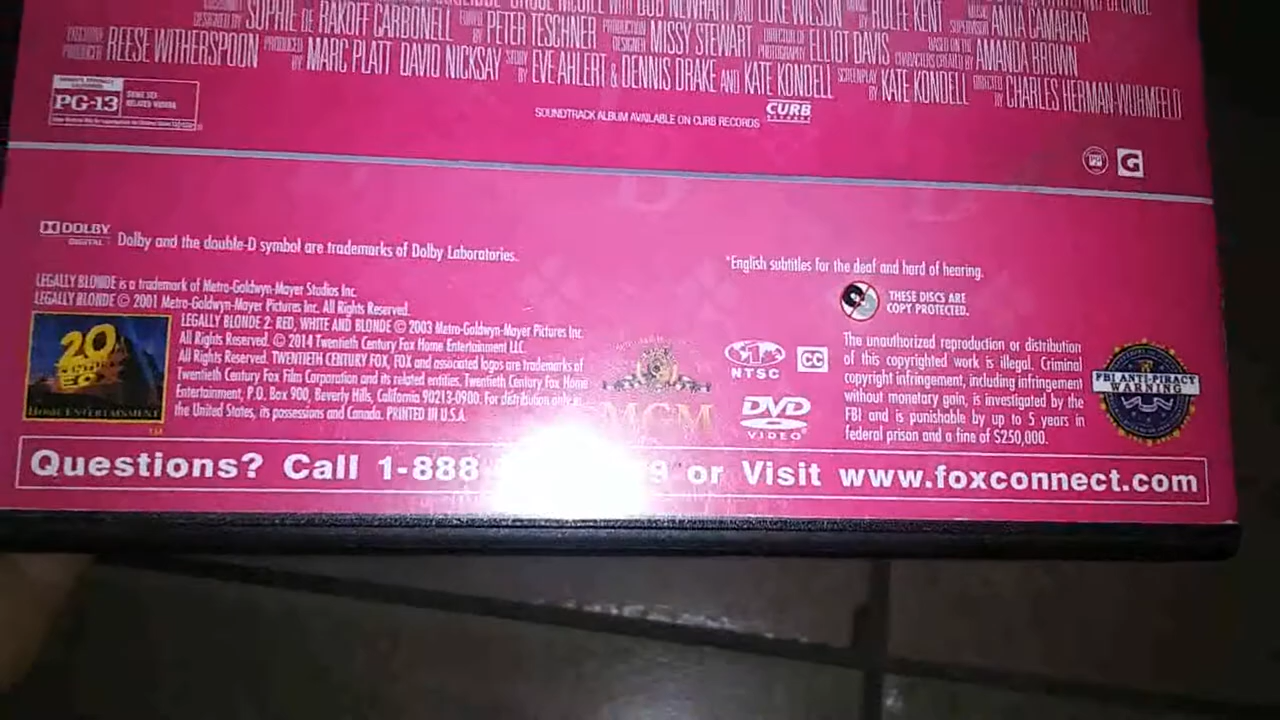 BOB NEWHART AND LUKE WILSON ROLFE KENT ANITA CAMARATA
DESIGNED BY SOPHIE DE RAKOFF CARBONELL BY PETER TESCHNER PRODUCTION DESIGNER MISSY STEWART DIRECTOR OF PHOTOGRAPHY ELLIOT DAVIS BASED ON THE CHARACTERS CREATED BY AMANDA BROWN
EXECUTIVE PRODUCER REESE WITHERSPOON PRODUCED BY MARC PLATT DAVID NICKSAY STORY BY EVE AHLERT & DENNIS DRAKE AND KATE KONDELL SCREENPLAY BY KATE KONDELL DIRECTED BY CHARLES HERMAN-WURMFELD
PG-13 SOME SEX RELATED HUMOR
SOUNDTRACK ALBUM AVAILABLE ON CURB RECORDS CURB
G
DOLBY DIGITAL Dolby and the double-D symbol are trademarks of Dolby Laboratories.
*English subtitles for the deaf and hard of hearing.
LEGALLY BLONDE is a trademark of Metro-Goldwyn-Mayer Studios Inc.
LEGALLY BLONDE © 2001 Metro-Goldwyn-Mayer Pictures Inc. All Rights Reserved.
LEGALLY BLONDE 2: RED, WHITE AND BLONDE © 2003 Metro-Goldwyn-Mayer Pictures Inc.
All Rights Reserved. © 2014 Twentieth Century Fox Home Entertainment LLC.
All Rights Reserved. TWENTIETH CENTURY FOX, FOX and associated logos are trademarks of
Twentieth Century Fox Film Corporation and its related entities. Twentieth Century Fox Home
Entertainment, P.O. Box 900, Beverly Hills, California 90213-0900. For distribution only in
the United States, its possessions and Canada. PRINTED IN U.S.A.
20
HOME ENTERTAINMENT
TM
MGM
NTSC
CC
DVD
VIDEO
THESE DISCS ARE
COPY PROTECTED.
The unauthorized reproduction or distribution
of this copyrighted work is illegal. Criminal
copyright infringement, including infringement
without monetary gain, is investigated by the
FBI and is punishable by up to 5 years in
federal prison and a fine of $250,000.
FBI ANTI-PIRACY
WARNING
Questions? Call 1-888 9 or Visit www.foxconnect.com